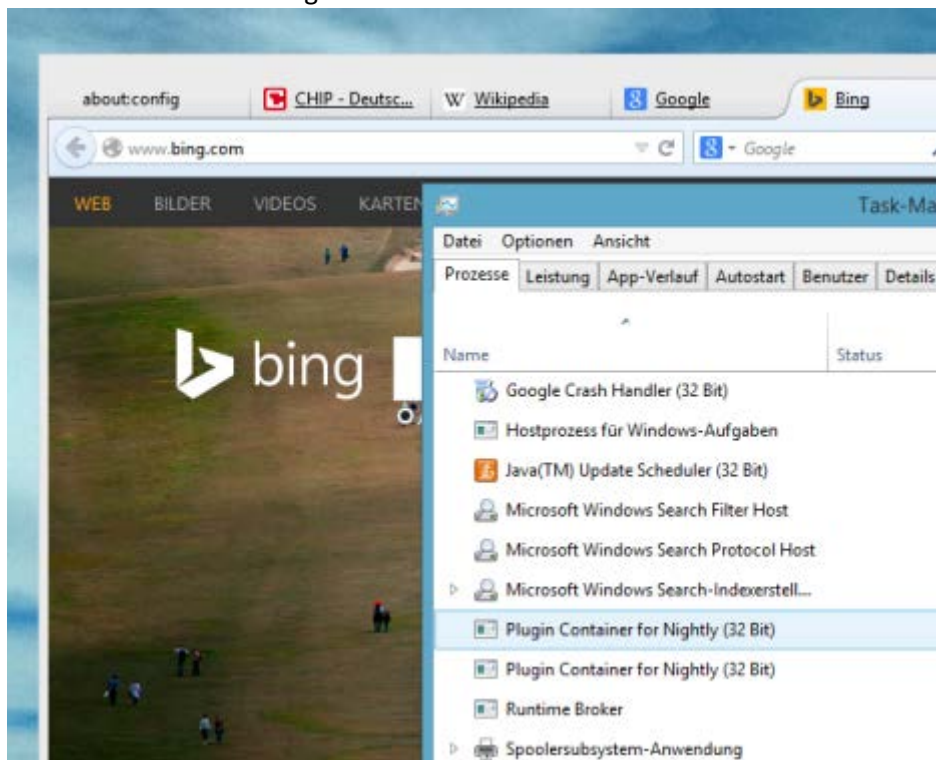 about:config CHIP - Deutsc... Wikipedia Google Bing
www.bing.com Google
WEB BILDER VIDEOS KARTEN
bing
Task-Ma
Datei Optionen Ansicht
Prozesse Leistung App-Verlauf Autostart Benutzer Details
Name Status
Google Crash Handler (32 Bit)
Hostprozess für Windows-Aufgaben
Java(TM) Update Scheduler (32 Bit)
Microsoft Windows Search Filter Host
Microsoft Windows Search Protocol Host
Microsoft Windows Search-Indexerstell...
Plugin Container for Nightly (32 Bit)
Plugin Container for Nightly (32 Bit)
Runtime Broker
Spoolersubsystem-Anwendung